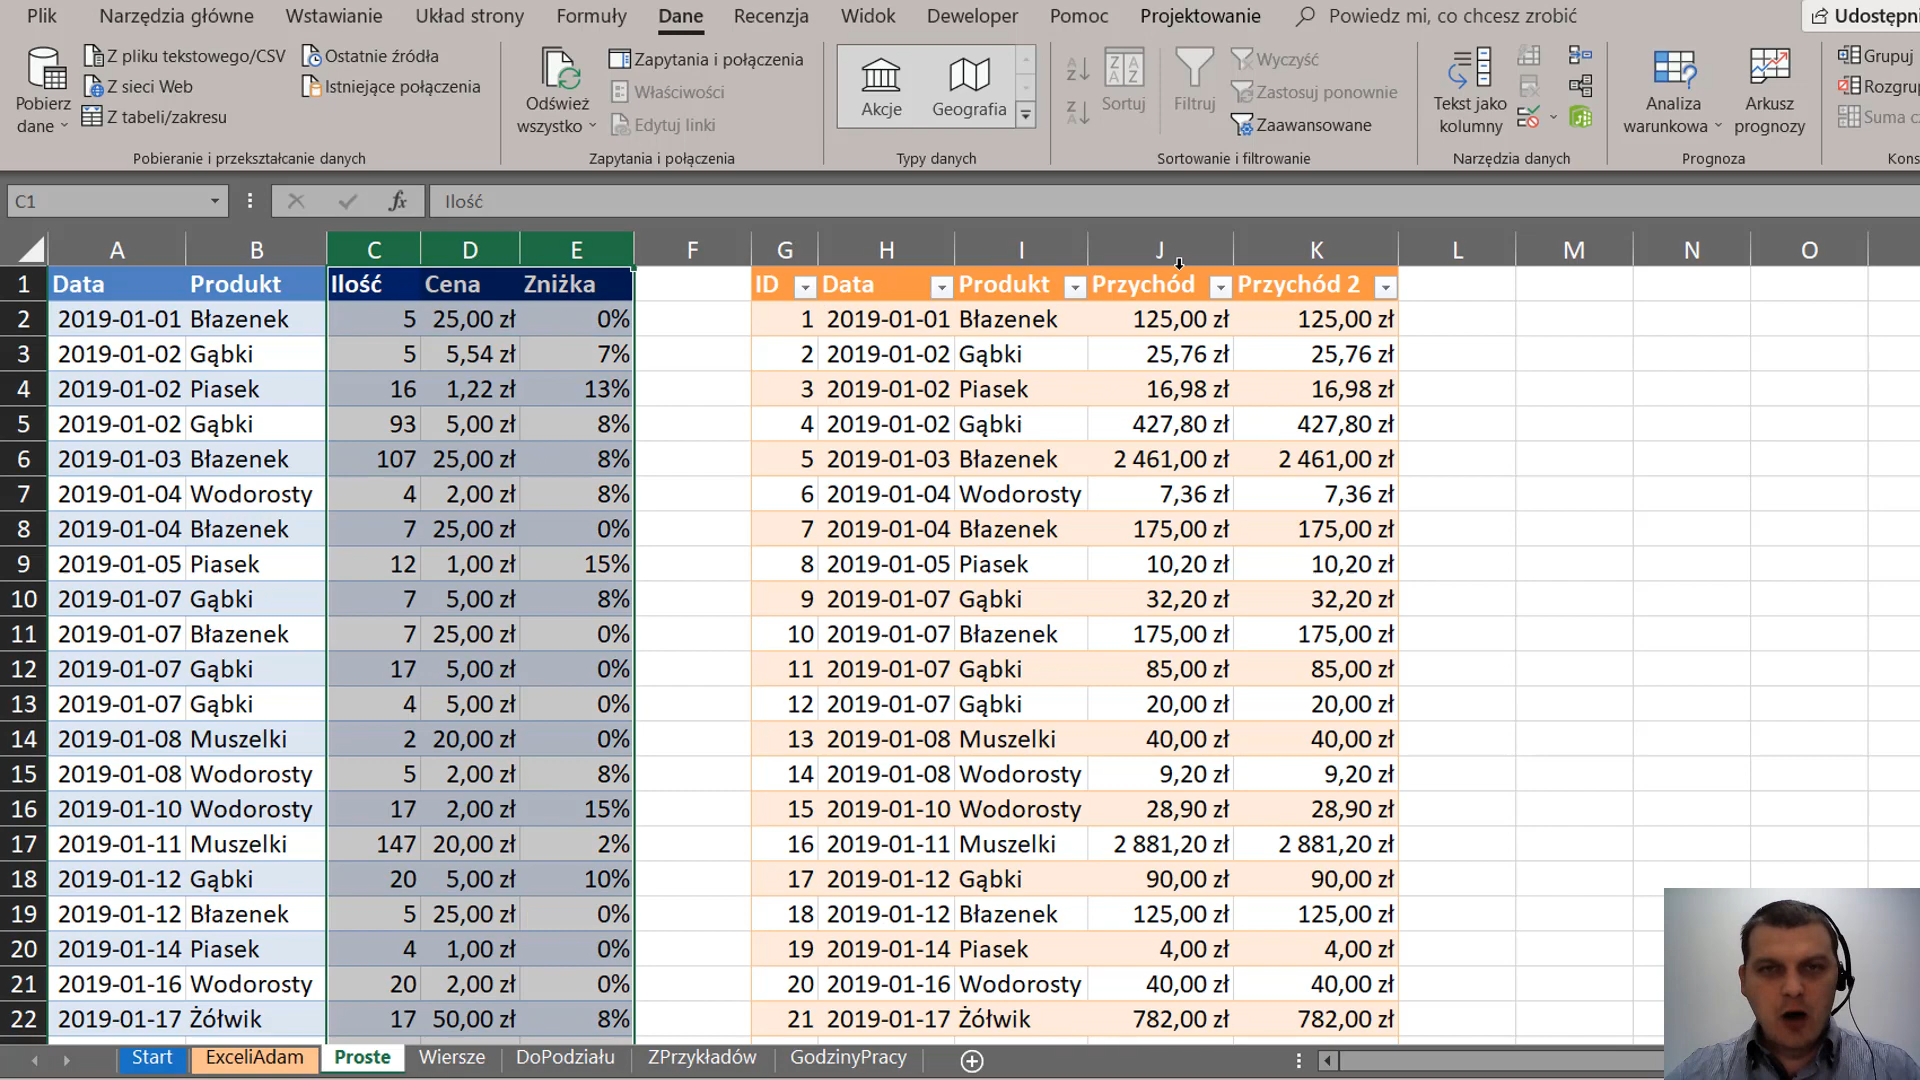 Plik Narzędzia główne Wstawianie Układ strony Formuły Dane Recenzja Widok Deweloper Pomoc Projektowanie Powiedz mi, co chcesz zrobić Udostępni
Pobierz dane
Z pliku tekstowego/CSV
Z sieci Web
Z tabeli/zakresu
Ostatnie źródła
Istniejące połączenia
Pobieranie i przekształcanie danych
Odśwież wszystko
Zapytania i połączenia
Właściwości
Edytuj linki
Zapytania i połączenia
Akcje Geografia
Typy danych
Sortuj
Filtruj
Wyczyść
Zastosuj ponownie
Zaawansowane
Sortowanie i filtrowanie
Tekst jako kolumny
Narzędzia danych
Analiza warunkowa
Arkusz prognozy
Prognoza
Grupuj
Rozgrup
Suma c
Kons
C1 fx Ilość
A B C D E F G H I J K L M N O
1 Data Produkt Ilość Cena Zniżka ID Data Produkt Przychód Przychód 2
2 2019-01-01 Błazenek 5 25,00 zł 0% 1 2019-01-01 Błazenek 125,00 zł 125,00 zł
3 2019-01-02 Gąbki 5 5,54 zł 7% 2 2019-01-02 Gąbki 25,76 zł 25,76 zł
4 2019-01-02 Piasek 16 1,22 zł 13% 3 2019-01-02 Piasek 16,98 zł 16,98 zł
5 2019-01-02 Gąbki 93 5,00 zł 8% 4 2019-01-02 Gąbki 427,80 zł 427,80 zł
6 2019-01-03 Błazenek 107 25,00 zł 8% 5 2019-01-03 Błazenek 2 461,00 zł 2 461,00 zł
7 2019-01-04 Wodorosty 4 2,00 zł 8% 6 2019-01-04 Wodorosty 7,36 zł 7,36 zł
8 2019-01-04 Błazenek 7 25,00 zł 0% 7 2019-01-04 Błazenek 175,00 zł 175,00 zł
9 2019-01-05 Piasek 12 1,00 zł 15% 8 2019-01-05 Piasek 10,20 zł 10,20 zł
10 2019-01-07 Gąbki 7 5,00 zł 8% 9 2019-01-07 Gąbki 32,20 zł 32,20 zł
11 2019-01-07 Błazenek 7 25,00 zł 0% 10 2019-01-07 Błazenek 175,00 zł 175,00 zł
12 2019-01-07 Gąbki 17 5,00 zł 0% 11 2019-01-07 Gąbki 85,00 zł 85,00 zł
13 2019-01-07 Gąbki 4 5,00 zł 0% 12 2019-01-07 Gąbki 20,00 zł 20,00 zł
14 2019-01-08 Muszelki 2 20,00 zł 0% 13 2019-01-08 Muszelki 40,00 zł 40,00 zł
15 2019-01-08 Wodorosty 5 2,00 zł 8% 14 2019-01-08 Wodorosty 9,20 zł 9,20 zł
16 2019-01-10 Wodorosty 17 2,00 zł 15% 15 2019-01-10 Wodorosty 28,90 zł 28,90 zł
17 2019-01-11 Muszelki 147 20,00 zł 2% 16 2019-01-11 Muszelki 2 881,20 zł 2 881,20 zł
18 2019-01-12 Gąbki 20 5,00 zł 10% 17 2019-01-12 Gąbki 90,00 zł 90,00 zł
19 2019-01-12 Błazenek 5 25,00 zł 0% 18 2019-01-12 Błazenek 125,00 zł 125,00 zł
20 2019-01-14 Piasek 4 1,00 zł 0% 19 2019-01-14 Piasek 4,00 zł 4,00 zł
21 2019-01-16 Wodorosty 20 2,00 zł 0% 20 2019-01-16 Wodorosty 40,00 zł 40,00 zł
22 2019-01-17 Żółwik 17 50,00 zł 8% 21 2019-01-17 Żółwik 782,00 zł 782,00 zł
Start ExceliAdam Proste Wiersze DoPodziału ZPrzykładów GodzinyPracy